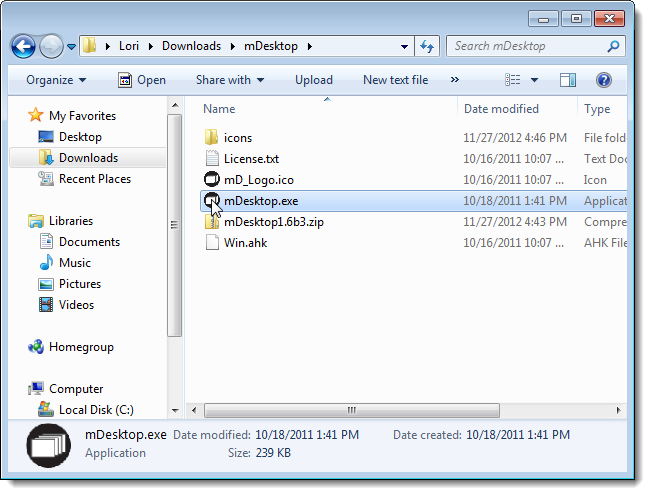 Lori Downloads mDesktop Search mDesktop
Organize Open Share with Upload New text file »
My Favorites
Desktop
Downloads
Recent Places
Libraries
Documents
Music
Pictures
Videos
Homegroup
Computer
Local Disk (C:)
Name Date modified Type
icons 11/27/2012 4:46 PM File fold
License.txt 10/16/2011 10:07 ... Text Doc
mD_Logo.ico 10/16/2011 10:07 ... Icon
mDesktop.exe 10/18/2011 1:41 PM Applicat
mDesktop1.6b3.zip 11/27/2012 4:43 PM Compre
Win.ahk 10/16/2011 10:07 ... AHK File
mDesktop.exe Date modified: 10/18/2011 1:41 PM Date created: 10/18/2011 1:41 PM
Application Size: 239 KB